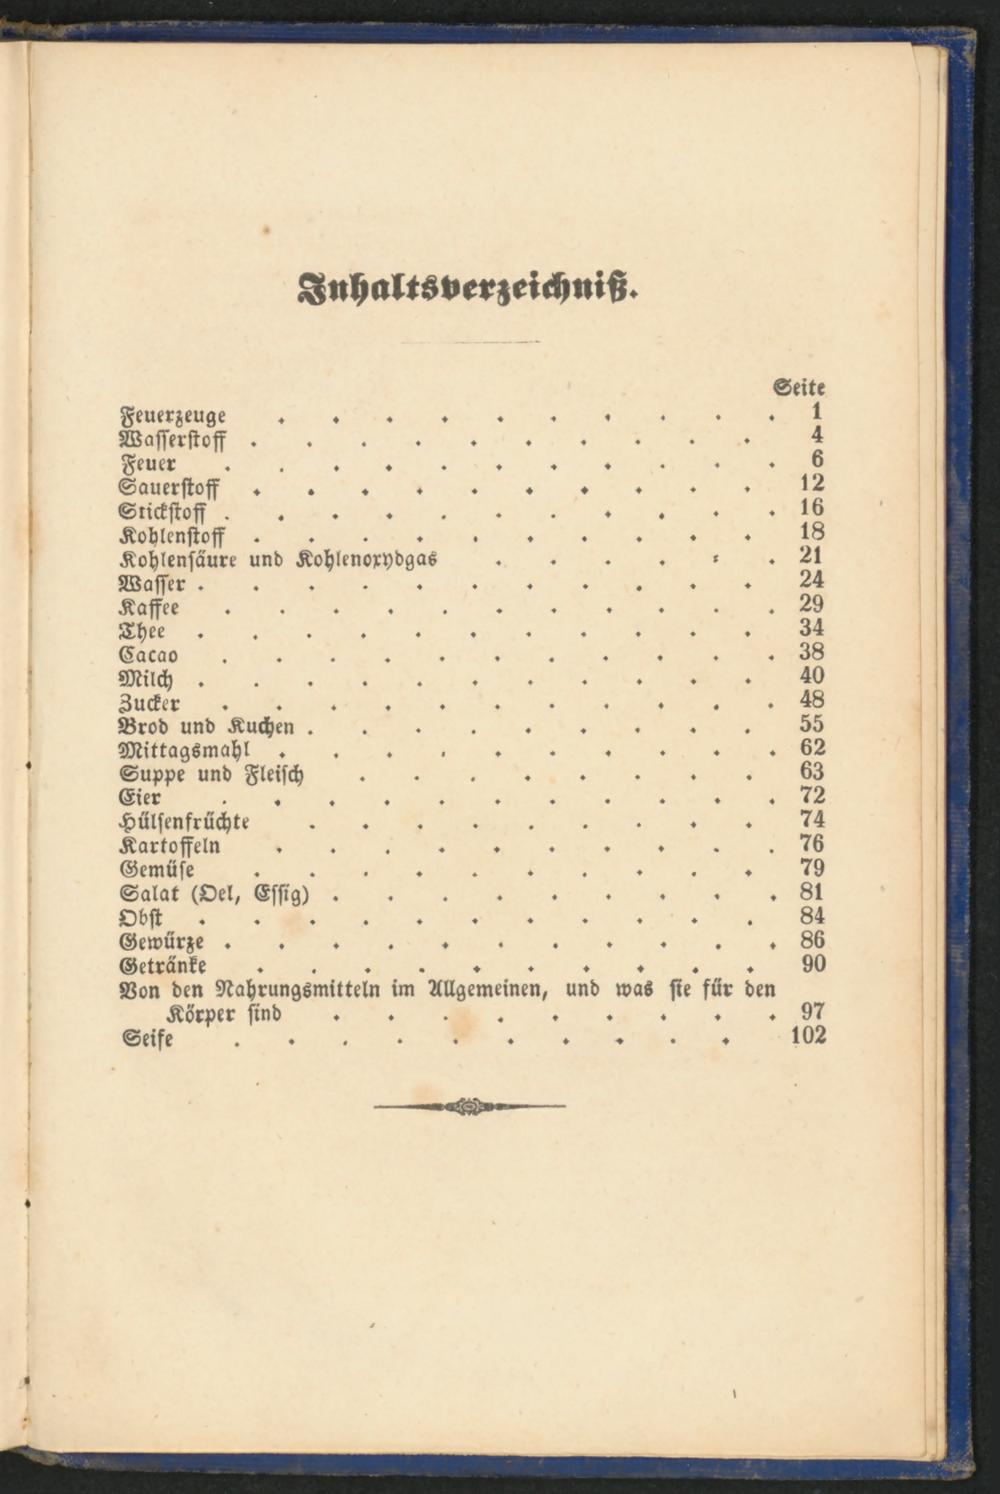 Inhaltsverzeichniß.
Seite
Feuerzeuge . . . . . . . . . . 1
Wasserstoff . . . . . . . . . . 4
Feuer . . . . . . . . . . . 6
Sauerstoff . . . . . . . . . . 12
Stickstoff . . . . . . . . . . . 16
Kohlenstoff . . . . . . . . . . 18
Kohlensäure und Kohlenoxydgas . . . . : . 21
Wasser . . . . . . . . . . . 24
Kaffee . . . . . . . . . . . 29
Thee . . . . . . . . . . . 34
Cacao . . . . . . . . . . . 38
Milch . . . . . . . . . . . 40
Zucker . . . . . . . . . . . 48
Brod und Kuchen . . . . . . . . . 55
Mittagsmahl . . . . . . . . . . 62
Suppe und Fleisch . . . . . . . . 63
Eier . . . . . . . . . . . 72
Hülsenfrüchte . . . . . . . . . 74
Kartoffeln . . . . . . . . . . 76
Gemüse . . . . . . . . . . 79
Salat (Oel, Essig) . . . . . . . . . 81
Obst . . . . . . . . . . . 84
Gewürze . . . . . . . . . . . 86
Getränke . . . . . . . . . . 90
Von den Nahrungsmitteln im Allgemeinen, und was sie für den
Körper sind . . . . . . . . . 97
Seife . . . . . . . . . . 102